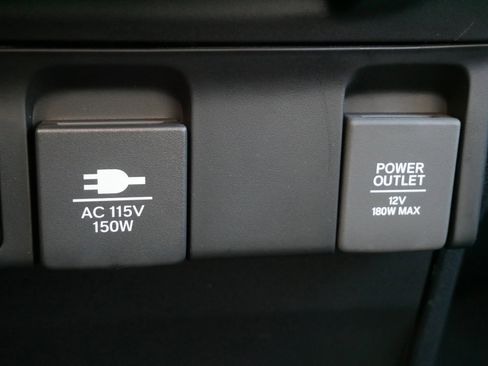 AC 115V
150W
POWER
OUTLET
12V
180W MAX